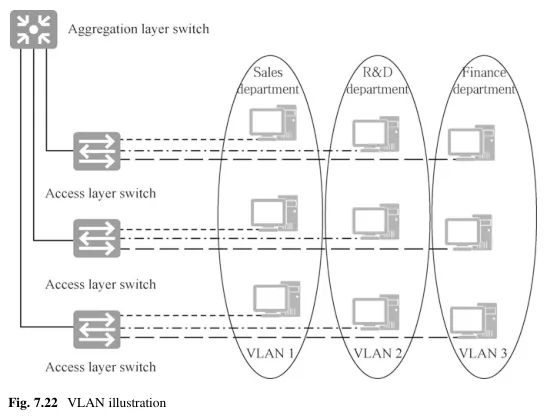 Aggregation layer switch
Sales
department
R&D
department
Finance
department
Access layer switch
Access layer switch
Access layer switch
VLAN 1
VLAN 2
VLAN 3
Fig. 7.22 VLAN illustration